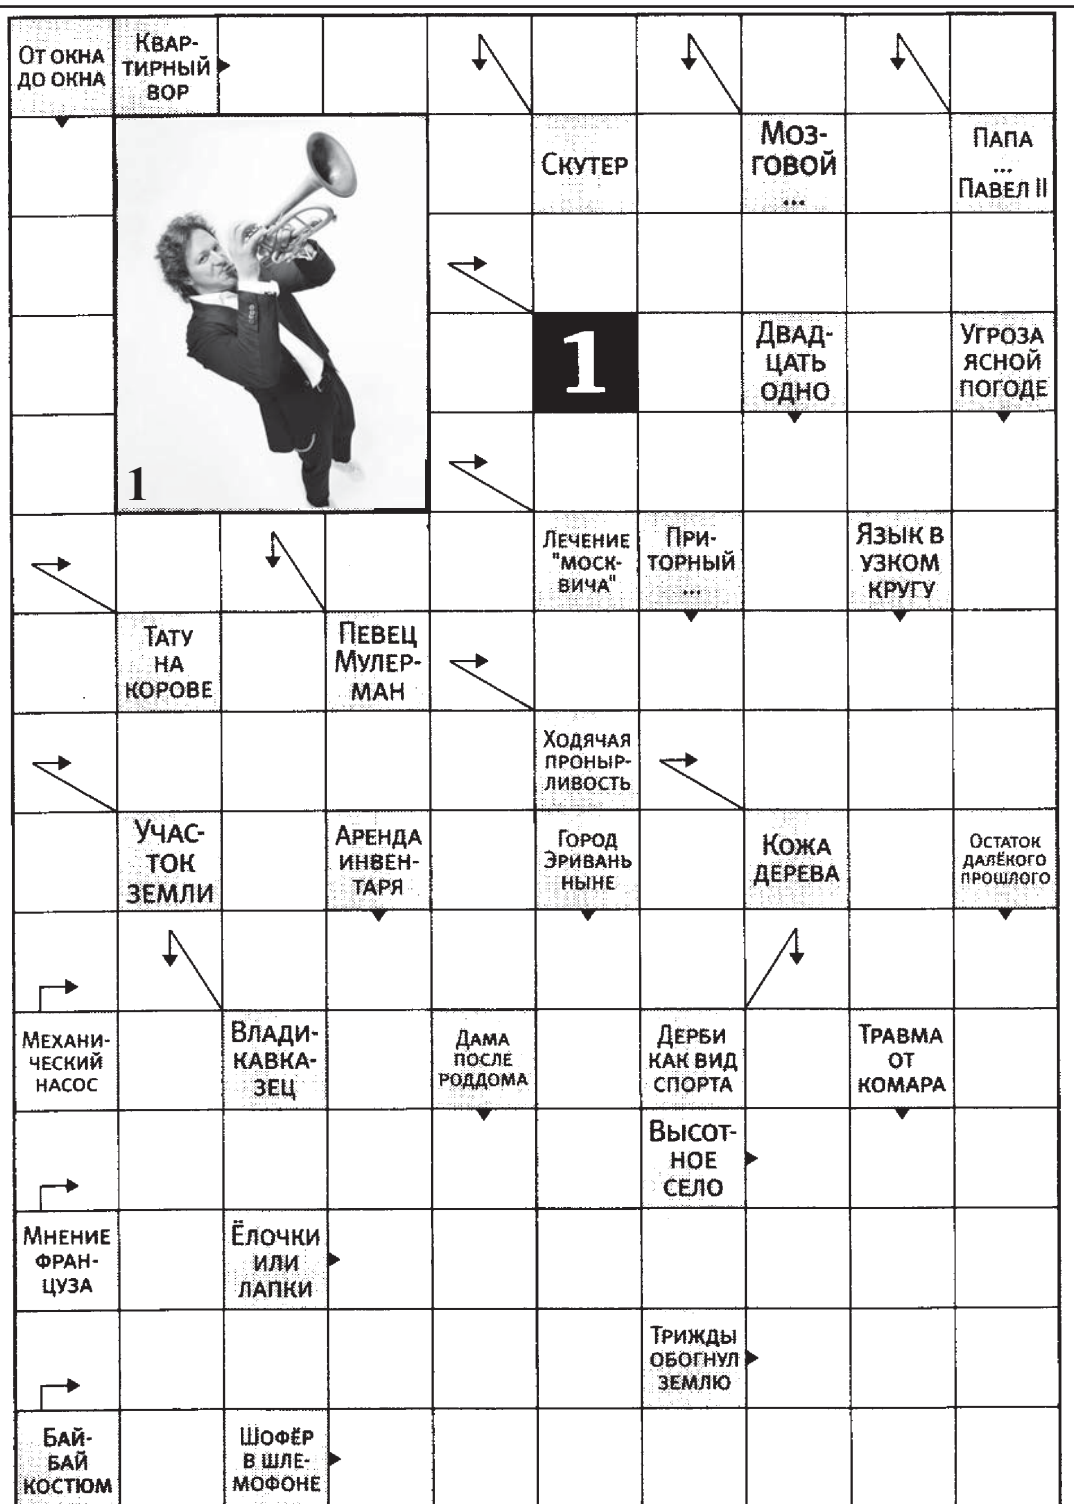 От окна
до окна
Квар-
тирный
вор
Скутер
Моз-
говой
...
Папа
...
Павел II
1
Двад-
цать
одно
Угроза
ясной
погоде
1
Лечение
"моск-
вича"
При-
торный
...
Язык в
узком
кругу
Тату
на
корове
Певец
Мулер-
ман
Ходячая
проныр-
ливость
Учас-
ток
земли
Аренда
инвен-
таря
Город
Эривань
ныне
Кожа
дерева
Остаток
далёкого
прошлого
Механи-
ческий
насос
Влади-
кавка-
зец
Дама
после
роддома
Дерби
как вид
спорта
Травма
от
комара
Высот-
ное
село
Мнение
фран-
цуза
Ёлочки
или
лапки
Трижды
обогнул
Землю
Бай-
бай
костюм
Шофёр
в шле-
мофоне